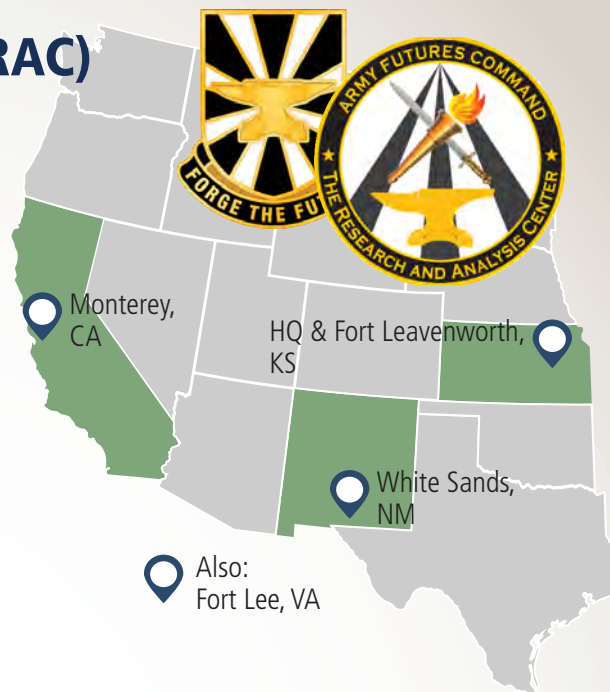 RAC)
ARMY FUTURES COMMAND
THE RESEARCH AND ANALYSIS CENTER
FORGE THE FU
Monterey,
CA
HQ & Fort Leavenworth,
KS
White Sands,
NM
Also:
Fort Lee, VA